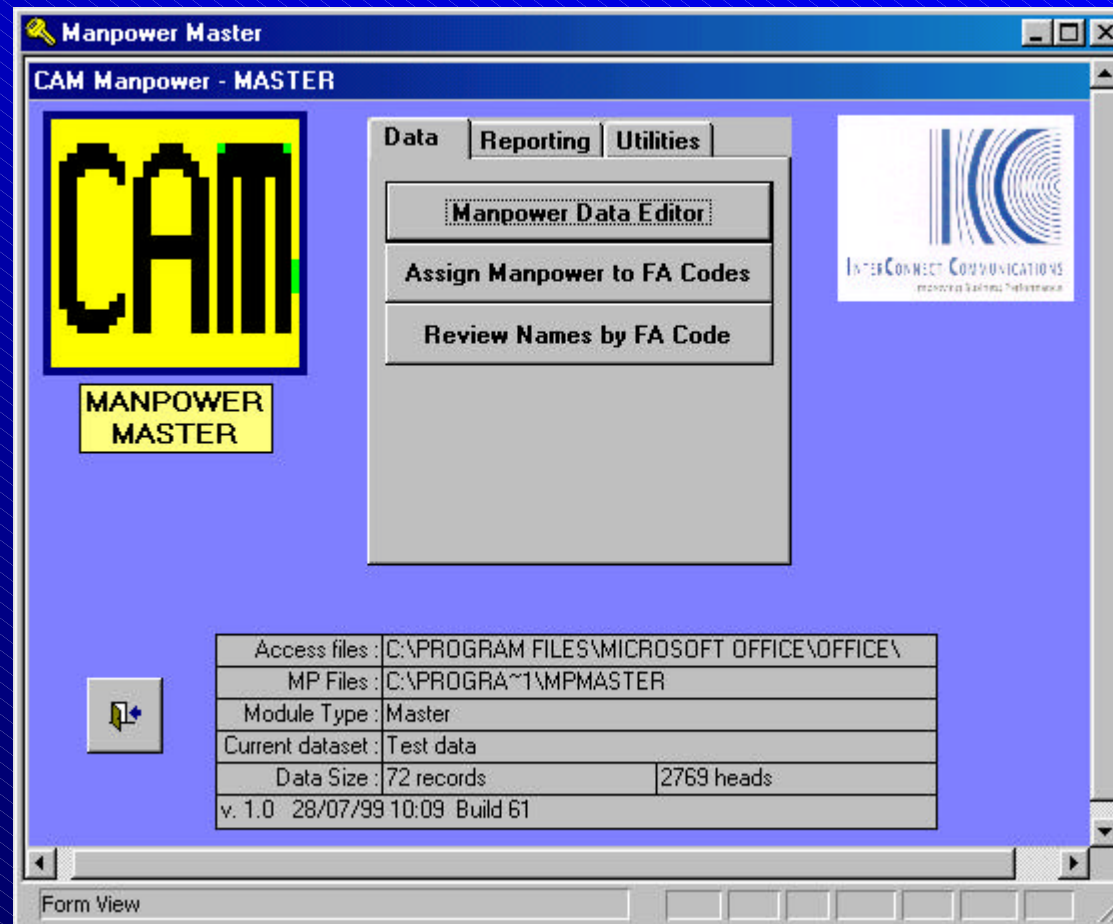 Manpower Master
CAM Manpower - MASTER
CAM
MANPOWER
MASTER
Data Reporting Utilities
Manpower Data Editor
Assign Manpower to FA Codes
Review Names by FA Code
INTERCONNECT COMMUNICATIONS
Improving Business Performance
Access files : C:\PROGRAM FILES\MICROSOFT OFFICE\OFFICE\
MP Files : C:\PROGRA~1\MPMASTER
Module Type : Master
Current dataset : Test data
Data Size : 72 records 2769 heads
v. 1.0 28/07/99 10:09 Build 61
Form View